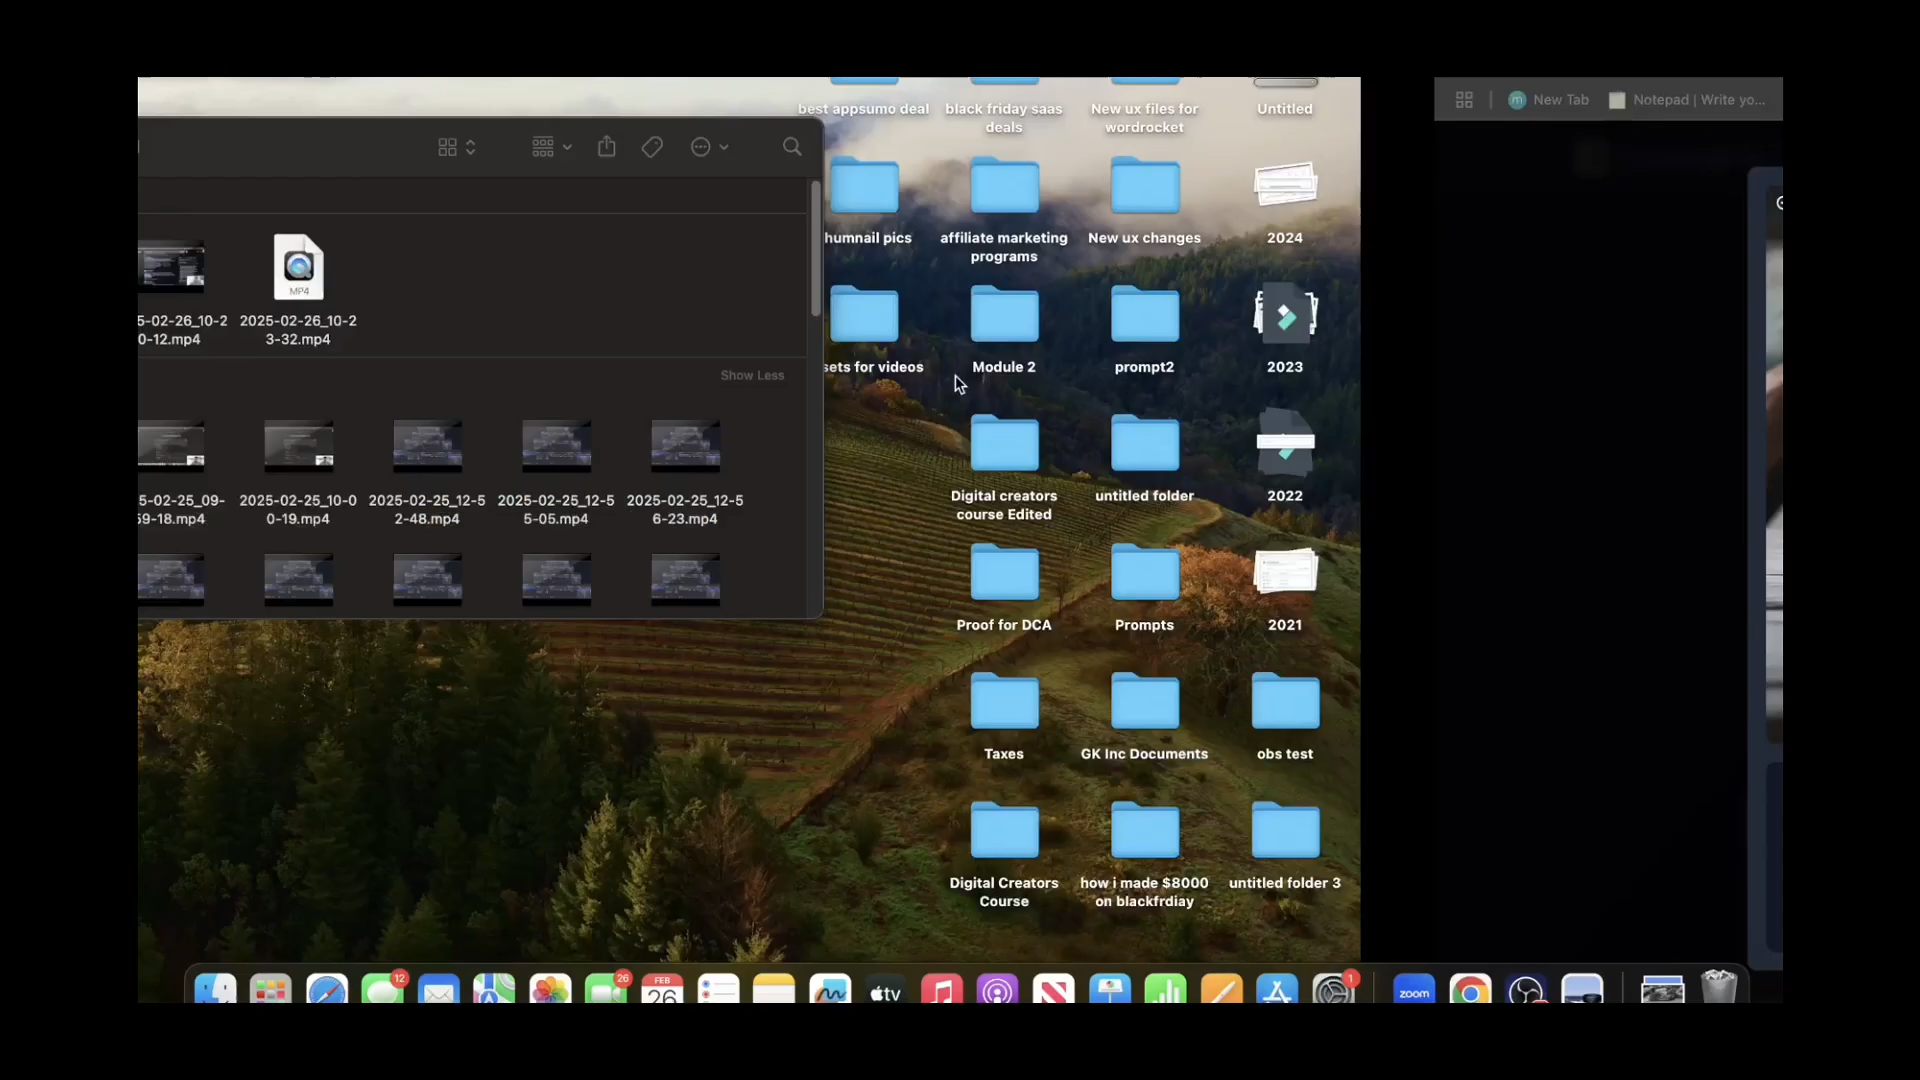 best appsumo deal
black friday saas
deals
New ux files for
wordrocket
Untitled
New Tab
Notepad | Write yo...
humnail pics
affiliate marketing
programs
New ux changes
2024
MP4
5-02-26_10-2
0-12.mp4
2025-02-26_10-2
3-32.mp4
Show Less
sets for videos
Module 2
prompt2
2023
5-02-25_09-
59-18.mp4
2025-02-25_10-0
0-19.mp4
2025-02-25_12-5
2-48.mp4
2025-02-25_12-5
5-05.mp4
2025-02-25_12-5
6-23.mp4
Digital creators
course Edited
untitled folder
2022
Proof for DCA
Prompts
2021
Taxes
GK Inc Documents
obs test
Digital Creators
Course
how i made $8000
on blackfrdiay
untitled folder 3
12
26
FEB
26
tv
1
zoom